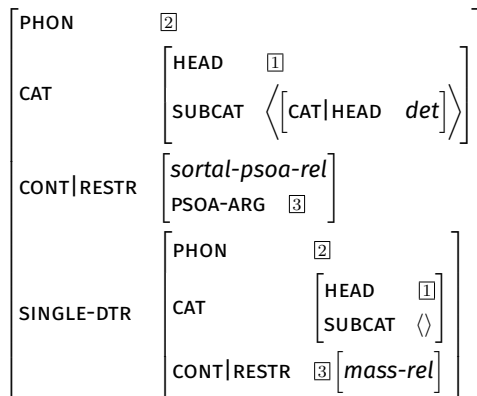 PHON 2
CAT HEAD 1
SUBCAT ⟨[CAT|HEAD det]⟩
CONT|RESTR sortal-psoa-rel
PSOA-ARG 3
SINGLE-DTR PHON 2
CAT HEAD 1
SUBCAT ⟨⟩
CONT|RESTR 3 [mass-rel]